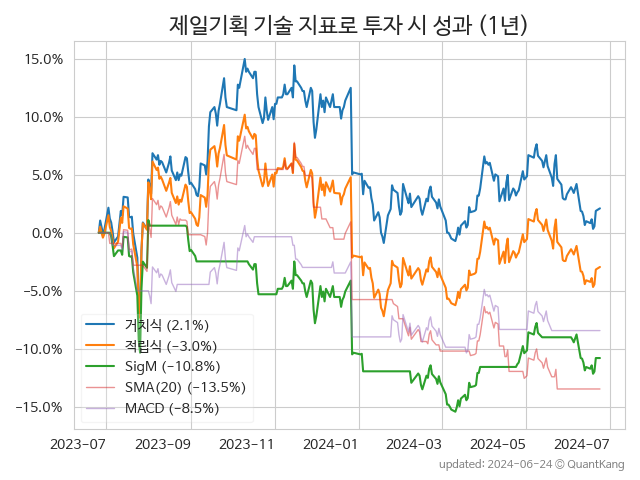 제일기획 기술 지표로 투자 시 성과 (1년)
15.0%
10.0%
5.0%
0.0%
−5.0%
−10.0%
−15.0%
거치식 (2.1%)
적립식 (−3.0%)
SigM (−10.8%)
SMA(20) (−13.5%)
MACD (−8.5%)
2023-07 2023-09 2023-11 2024-01 2024-03 2024-05 2024-07
updated: 2024-06-24 © QuantKang